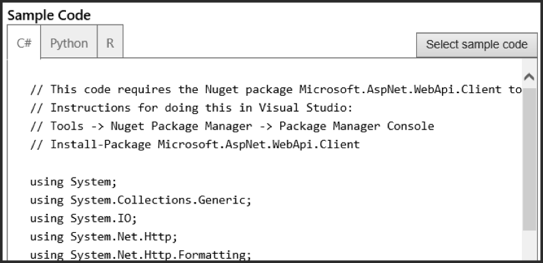 Sample Code
C# Python R
Select sample code
// This code requires the Nuget package Microsoft.AspNet.WebApi.Client to
// Instructions for doing this in Visual Studio:
// Tools -> Nuget Package Manager -> Package Manager Console
// Install-Package Microsoft.AspNet.WebApi.Client
using System;
using System.Collections.Generic;
using System.IO;
using System.Net.Http;
using System.Net.Http.Formatting;